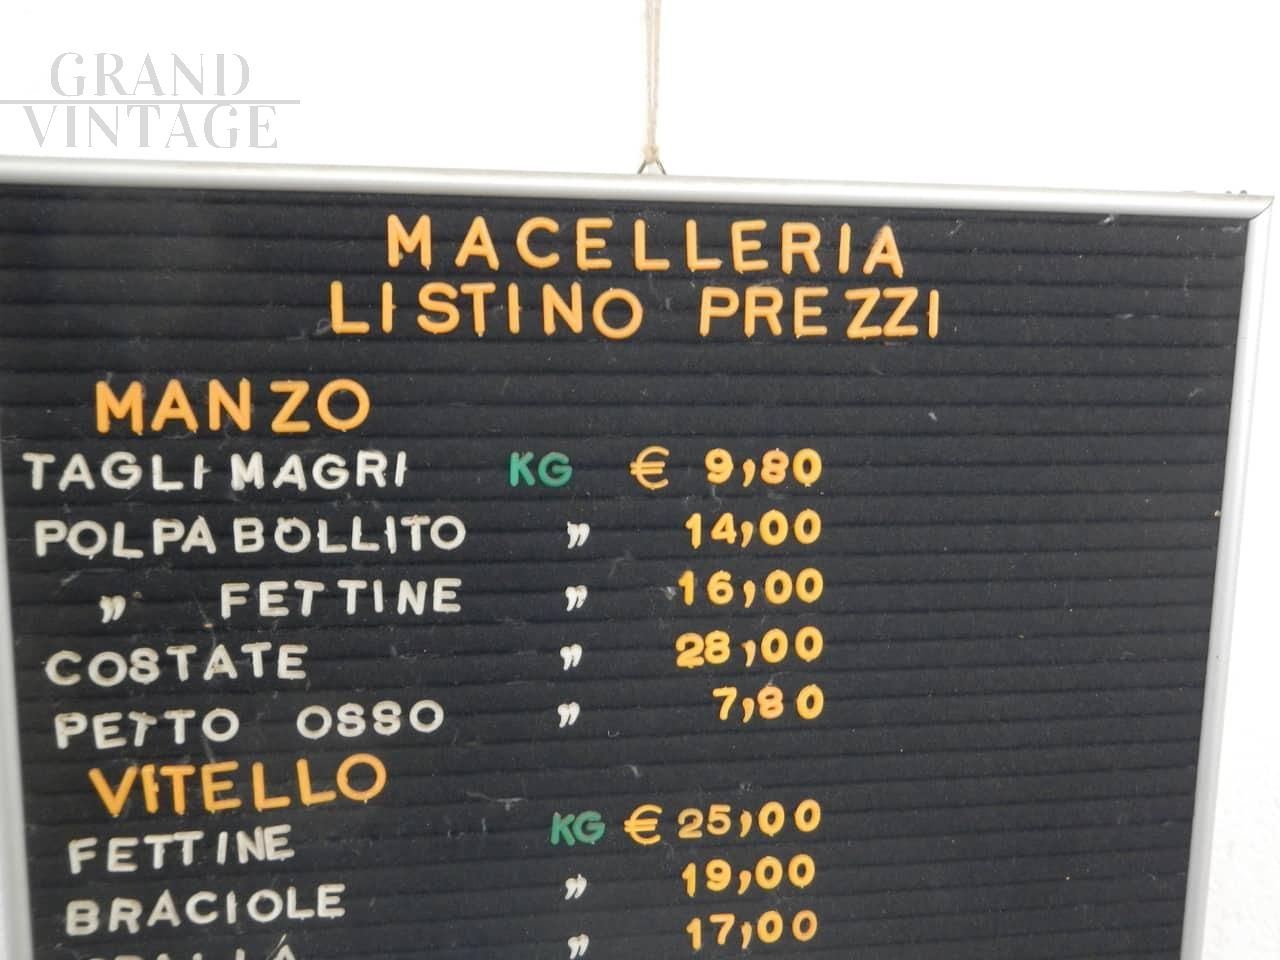 GRAND
VINTAGE
MACELLERIA
LISTINO PREZZI
MANZO
TAGLI MAGRI KG € 9,80
POLPA BOLLITO „ 14,00
„ FETTINE „ 16,00
COSTATE „ 28,00
PETTO OSSO „ 7,80
VITELLO
FETTINE KG € 25,00
BRACIOLE „ 19,00
SPALLA „ 17,00